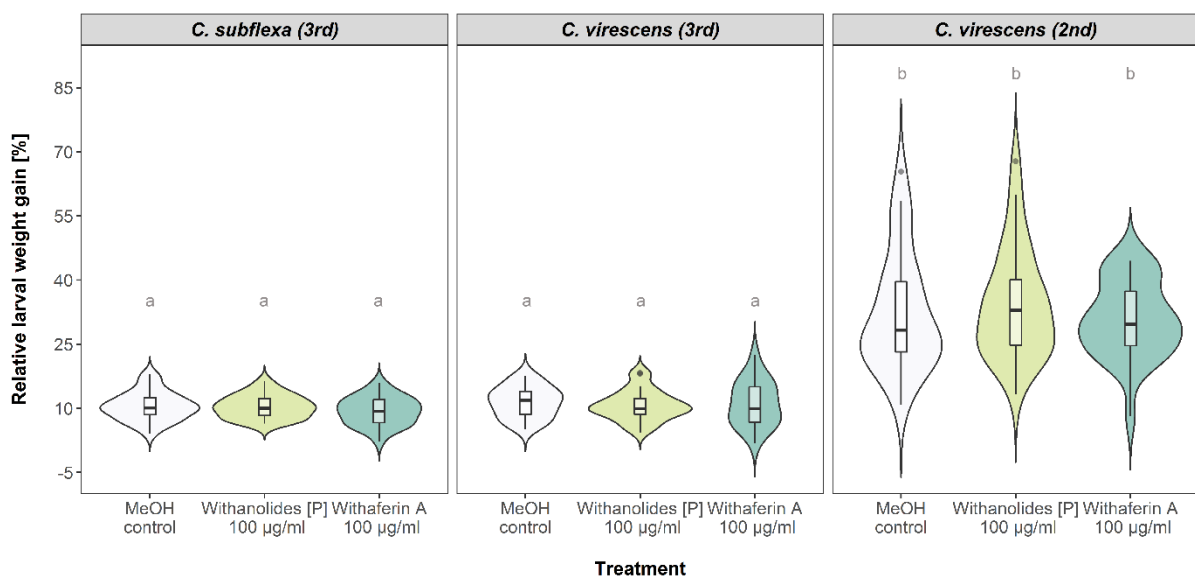 C. subflexa (3rd)
C. virescens (3rd)
C. virescens (2nd)
Relative larval weight gain [%]
85
70
55
40
25
10
-5
a a a
a a a
b b b
MeOH control
Withanolides [P] 100 µg/ml
Withaferin A 100 µg/ml
MeOH control
Withanolides [P] 100 µg/ml
Withaferin A 100 µg/ml
MeOH control
Withanolides [P] 100 µg/ml
Withaferin A 100 µg/ml
Treatment